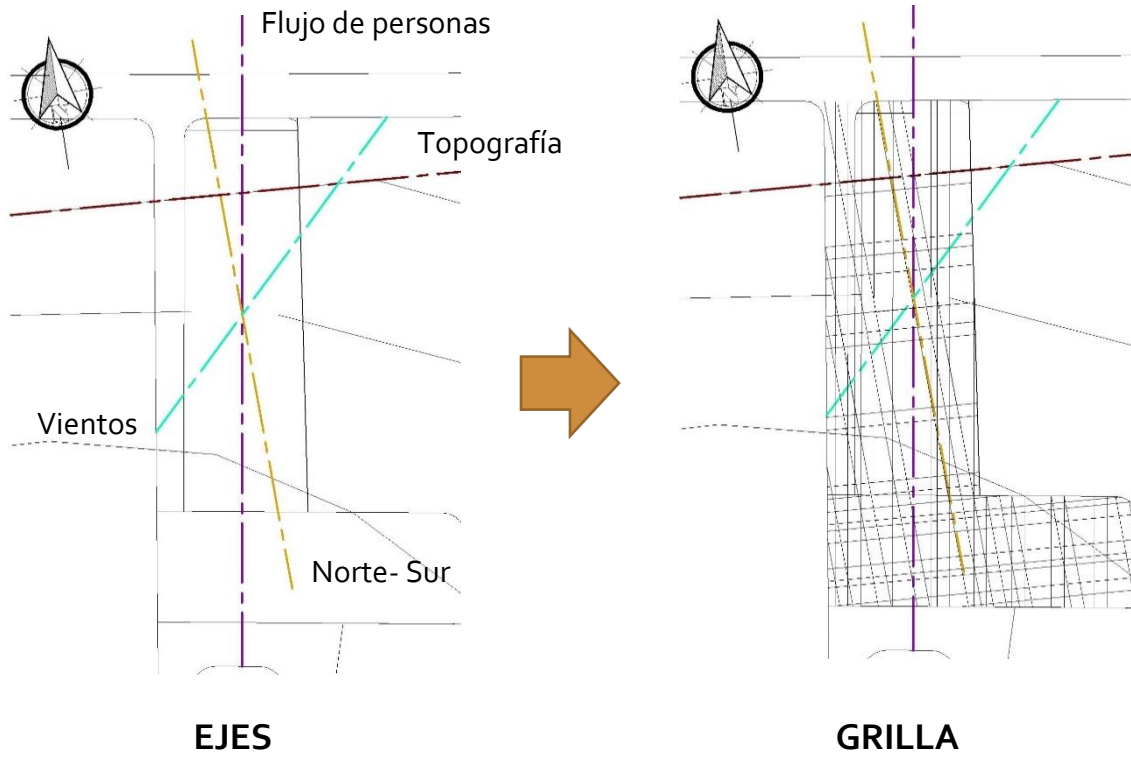 Flujo de personas
Topografía
Vientos
Norte- Sur
EJES
GRILLA